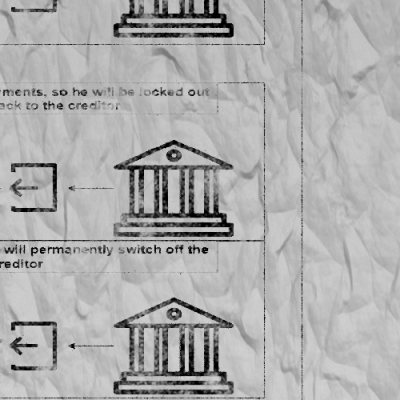 ments, so he will be locked out
ack to the creditor
will permanently switch off the
reditor